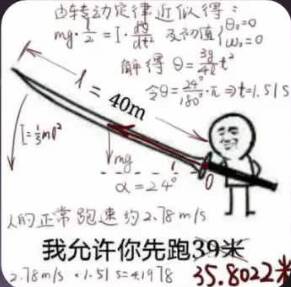 由转动定律近似得：
mg·l/2 = I·dω/dt 及初值{θ₀=0 ω₀=0
解得 θ = 3g/4l t²
令θ = 24°/180°·π ⇒ t=1.51s
l = 40m
I=1/3ml²
mg
α=24°
0
人的正常跑速约2.78m/s
我允许你先跑39米
2.78m/s × 1.51s=4.1978
35.8022米